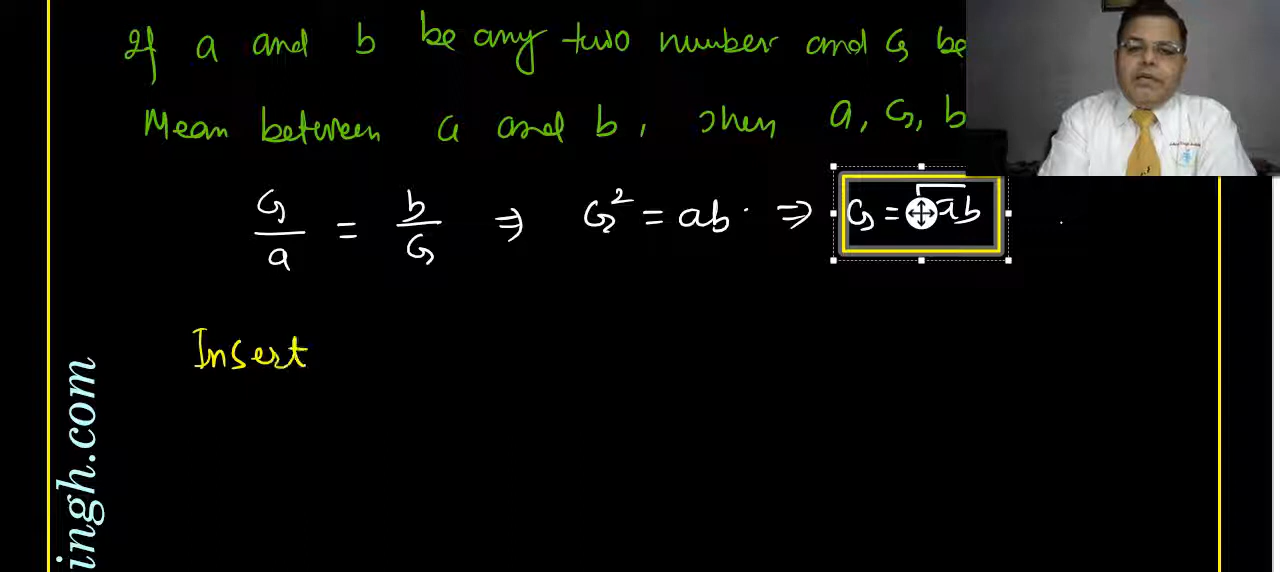 If a and b be any two number and G be
Mean between a and b, then a, G, b
G/a = b/G ⇒ G² = ab ⇒ G = √ab
Insert
ingh.com